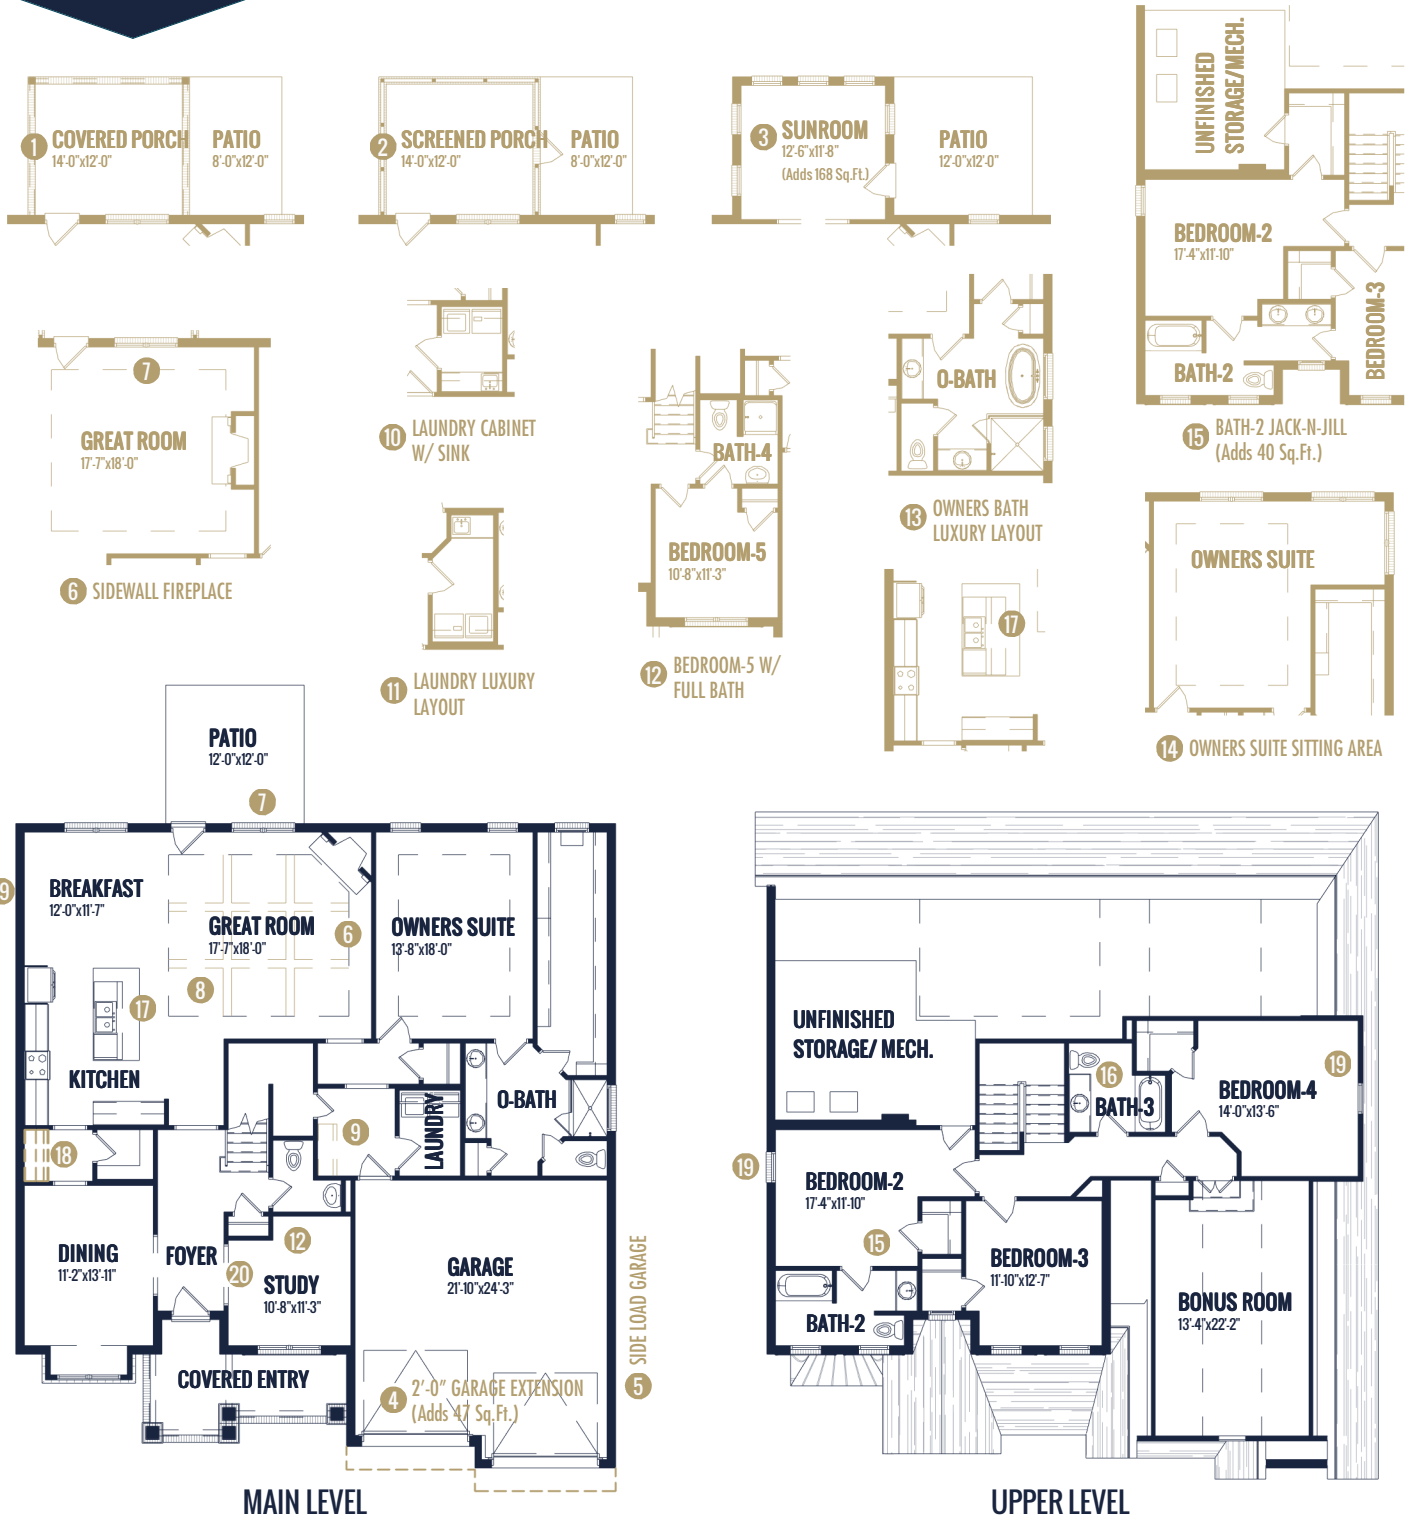 1
COVERED PORCH
14'-0"x12'-0"
PATIO
8'-0"x12'-0"
2
SCREENED PORCH
14'-0"x12'-0"
PATIO
8'-0"x12'-0"
3
SUNROOM
12'-6"x11'-8"
(Adds 168 Sq.Ft.)
PATIO
12'-0"x12'-0"
UNFINISHED
STORAGE/MECH.
BEDROOM-2
17'-4"x11'-10"
BEDROOM-3
BATH-2
15
BATH-2 JACK-N-JILL
(Adds 40 Sq.Ft.)
7
GREAT ROOM
17'-7"x18'-0"
6
SIDEWALL FIREPLACE
10
LAUNDRY CABINET
W/ SINK
11
LAUNDRY LUXURY
LAYOUT
BATH-4
BEDROOM-5
10'-8"x11'-3"
12
BEDROOM-5 W/
FULL BATH
O-BATH
13
OWNERS BATH
LUXURY LAYOUT
17
OWNERS SUITE
14
OWNERS SUITE SITTING AREA
PATIO
12'-0"x12'-0"
7
9
BREAKFAST
12'-0"x11'-7"
GREAT ROOM
17'-7"x18'-0"
6
8
OWNERS SUITE
13'-8"x18'-0"
17
KITCHEN
O-BATH
LAUNDRY
9
18
DINING
11'-2"x13'-11"
FOYER
20
12
STUDY
10'-8"x11'-3"
GARAGE
21'-10"x24'-3"
5
SIDE LOAD GARAGE
COVERED ENTRY
4
2'-0" GARAGE EXTENSION
(Adds 47 Sq.Ft.)
MAIN LEVEL
UNFINISHED
STORAGE/ MECH.
16
BATH-3
19
BEDROOM-4
14'-0"x13'-6"
19
BEDROOM-2
17'-4"x11'-10"
15
BEDROOM-3
11'-10"x12'-7"
BATH-2
BONUS ROOM
13'-4"x22'-2"
UPPER LEVEL